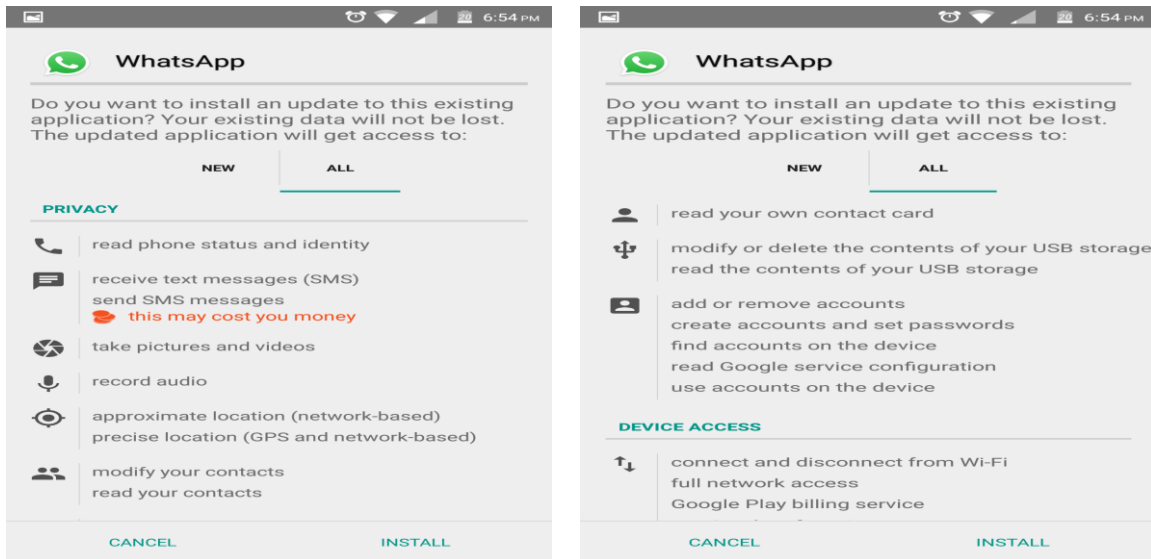 20 6:54 PM
WhatsApp
Do you want to install an update to this existing
application? Your existing data will not be lost.
The updated application will get access to:
NEW ALL
PRIVACY
read phone status and identity
receive text messages (SMS)
send SMS messages
this may cost you money
take pictures and videos
record audio
approximate location (network-based)
precise location (GPS and network-based)
modify your contacts
read your contacts
CANCEL INSTALL
20 6:54 PM
WhatsApp
Do you want to install an update to this existing
application? Your existing data will not be lost.
The updated application will get access to:
NEW ALL
read your own contact card
modify or delete the contents of your USB storage
read the contents of your USB storage
add or remove accounts
create accounts and set passwords
find accounts on the device
read Google service configuration
use accounts on the device
DEVICE ACCESS
connect and disconnect from Wi-Fi
full network access
Google Play billing service
CANCEL INSTALL